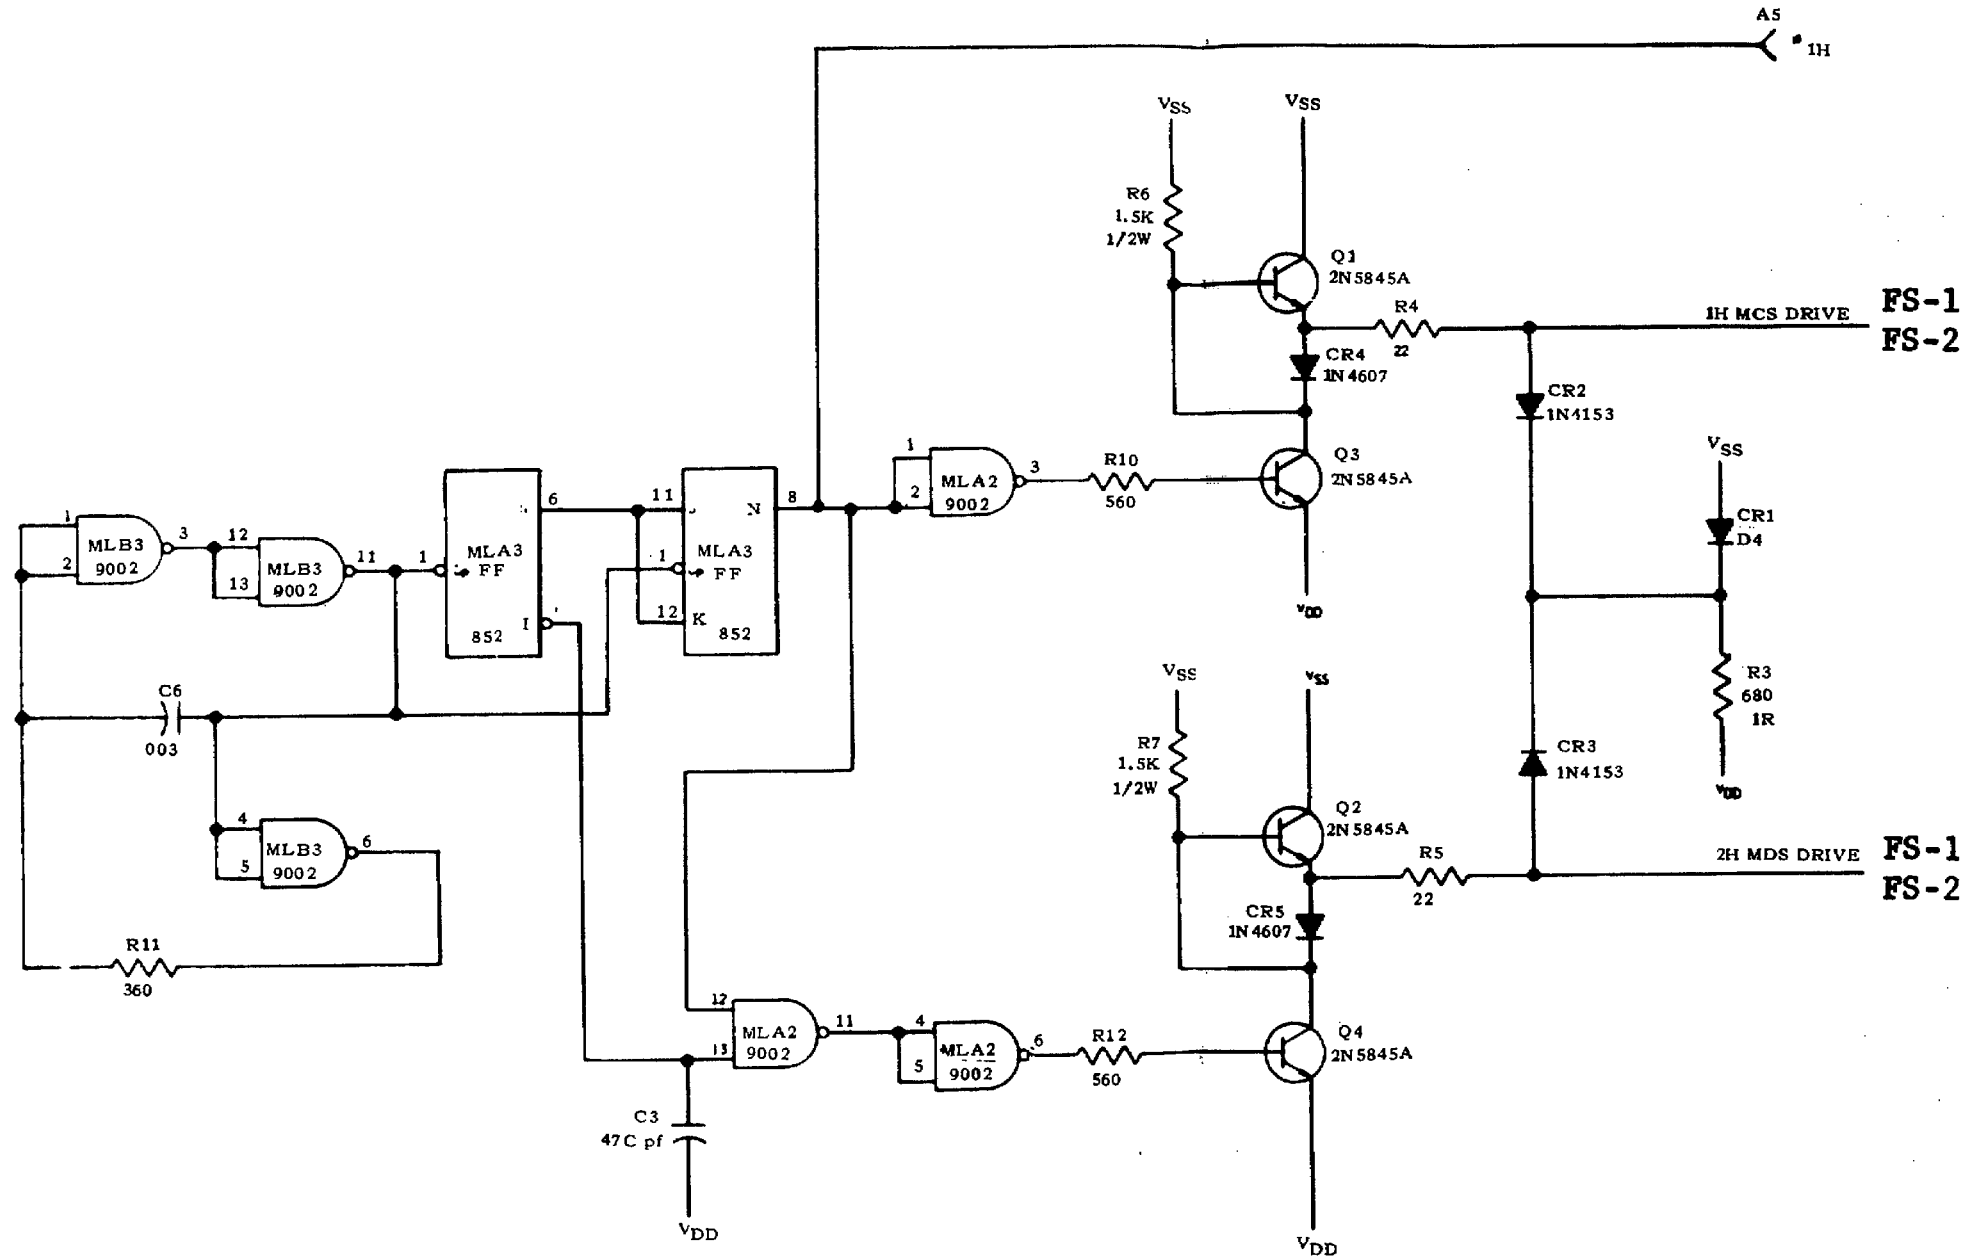 A5
* 1H
VSS
VSS
R6
1.5K
1/2W
Q1
2N5845A
R4
22
1H MCS DRIVE
FS-1
FS-2
CR4
1N4607
CR2
1N4153
1
2
MLA2
9002
3
R10
560
Q3
2N5845A
VDD
VSS
CR1
D4
R3
680
1R
VDD
1
2
MLB3
9002
3
12
13
MLB3
9002
11
1
MLA3
FF
852
6
I
11
1
12
K
N
MLA3
FF
852
8
C6
003
4
5
MLB3
9002
6
R11
360
VSS
VSS
R7
1.5K
1/2W
Q2
2N5845A
CR3
1N4153
R5
22
2H MDS DRIVE
FS-1
FS-2
CR5
1N4607
12
13
MLA2
9002
11
4
5
MLA2
9002
6
R12
560
Q4
2N5845A
C3
47C pf
VDD
VDD